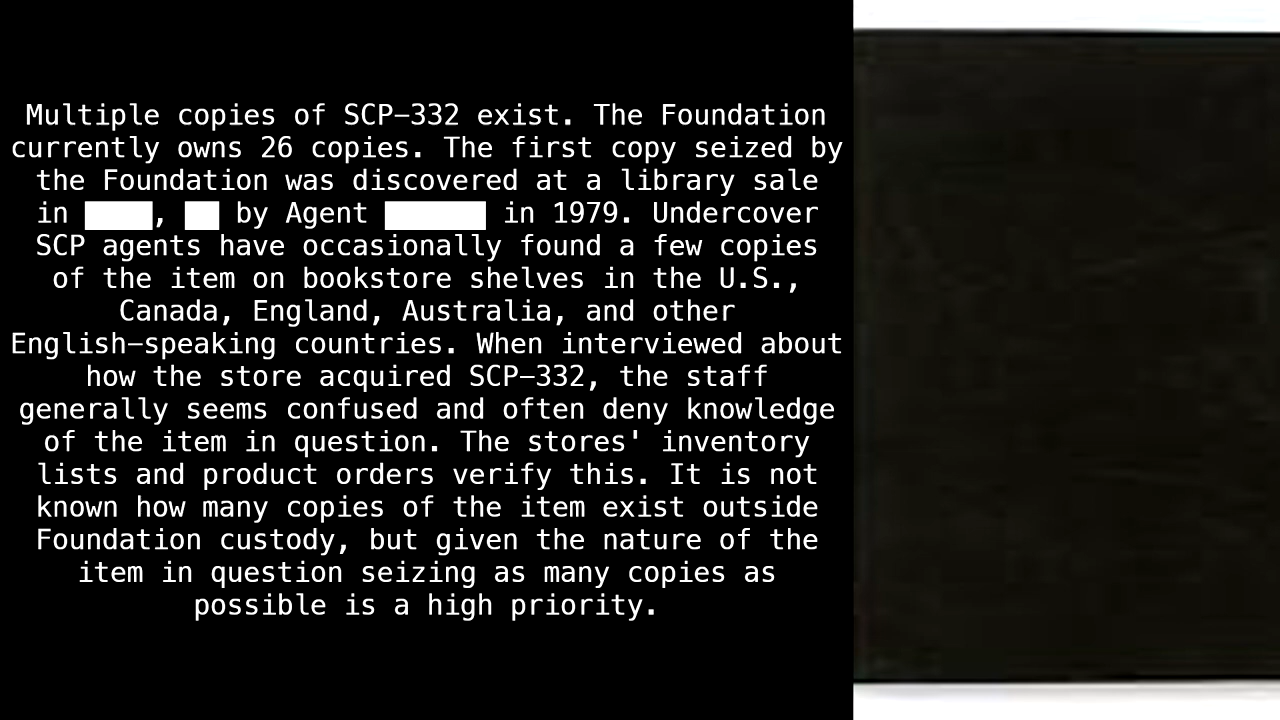 Multiple copies of SCP-332 exist. The Foundation
currently owns 26 copies. The first copy seized by
the Foundation was discovered at a library sale
in ████, ██ by Agent ██████ in 1979. Undercover
SCP agents have occasionally found a few copies
of the item on bookstore shelves in the U.S.,
Canada, England, Australia, and other
English-speaking countries. When interviewed about
how the store acquired SCP-332, the staff
generally seems confused and often deny knowledge
of the item in question. The stores' inventory
lists and product orders verify this. It is not
known how many copies of the item exist outside
Foundation custody, but given the nature of the
item in question seizing as many copies as
possible is a high priority.